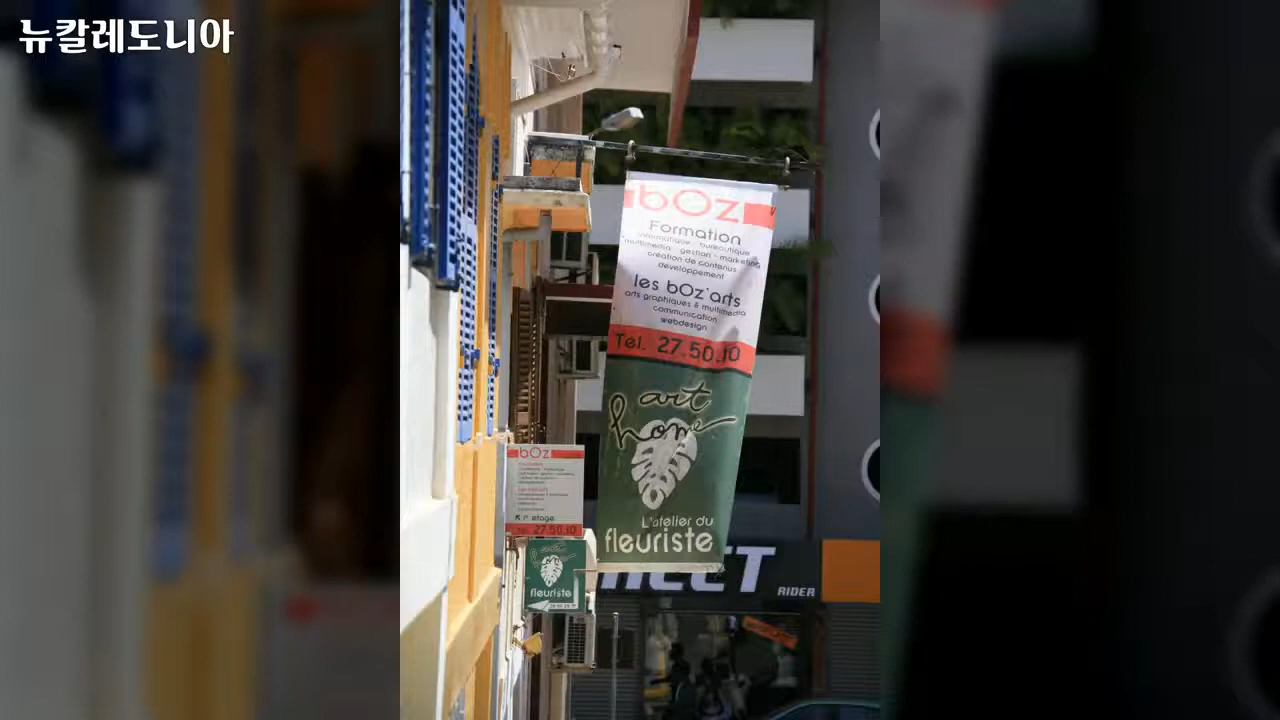 뉴칼레도니아
bOz
Formation
informatique - bureautique
multimedia - gestion - marketing
création de contenus
développement
les bOz'arts
arts graphiques & multimedia
communication
webdesign
Tel. 27.50.10
art
home
L'atelier du
fleuriste
bOz
1er etage
Tel. 27.50.10
fleuriste
RIDER